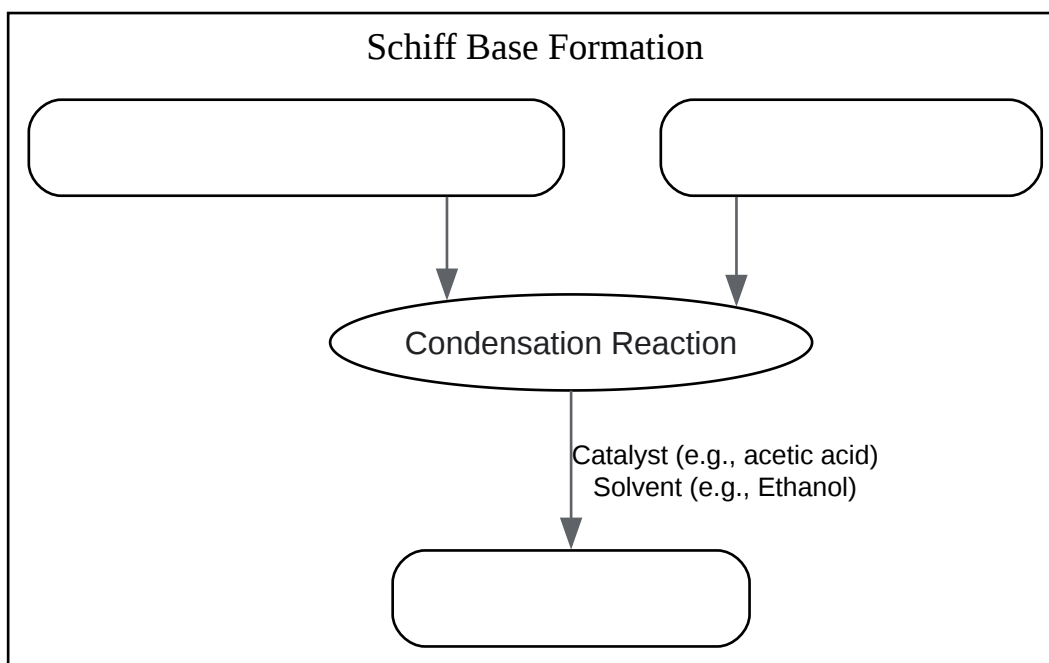 Schiff Base Formation
Condensation Reaction
Catalyst (e.g., acetic acid)
Solvent (e.g., Ethanol)